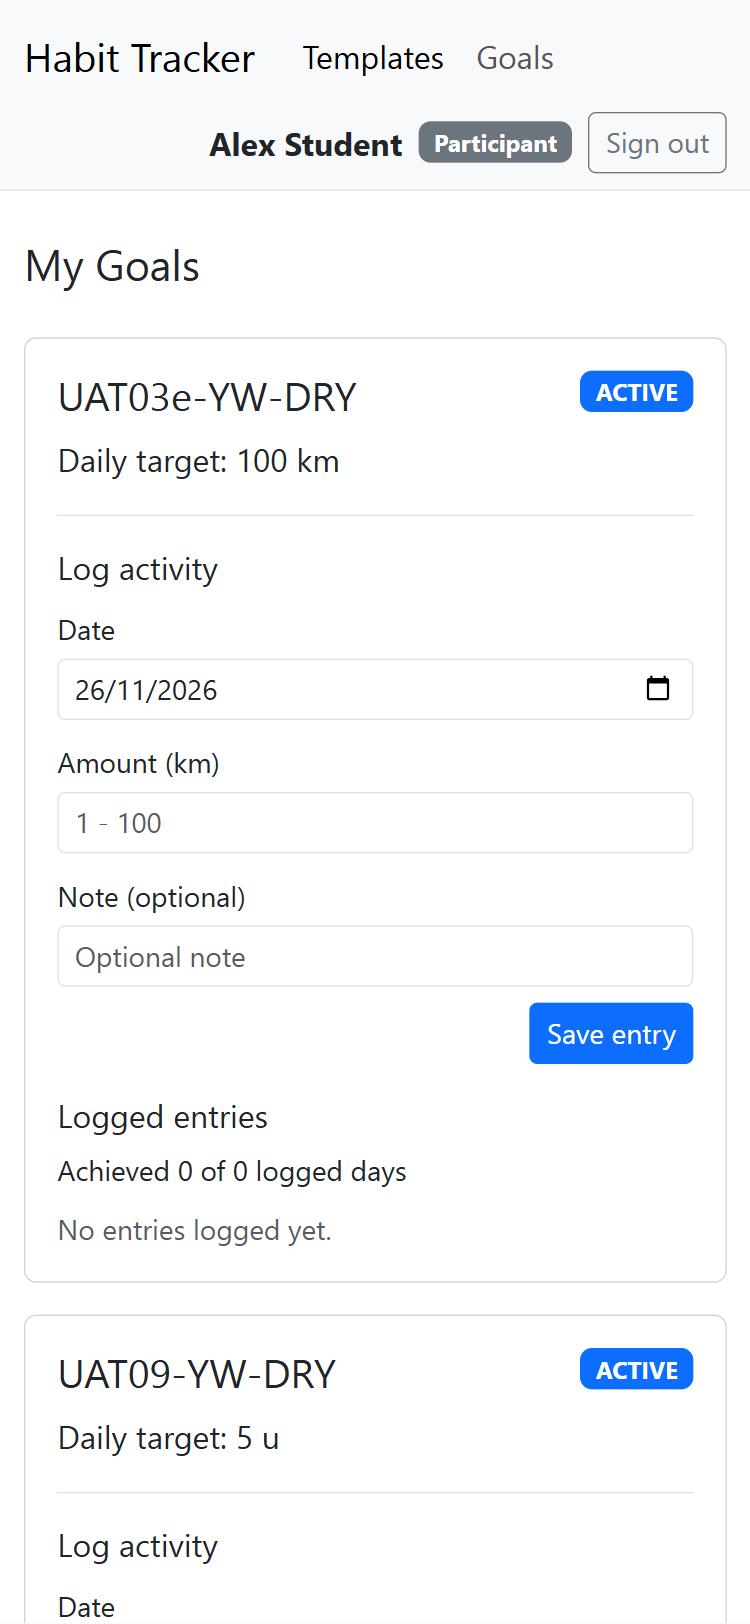 Habit Tracker Templates Goals
Alex Student Participant Sign out
My Goals
UAT03e-YW-DRY ACTIVE
Daily target: 100 km
Log activity
Date
26/11/2026
Amount (km)
1 - 100
Note (optional)
Optional note
Save entry
Logged entries
Achieved 0 of 0 logged days
No entries logged yet.
UAT09-YW-DRY ACTIVE
Daily target: 5 u
Log activity
Date